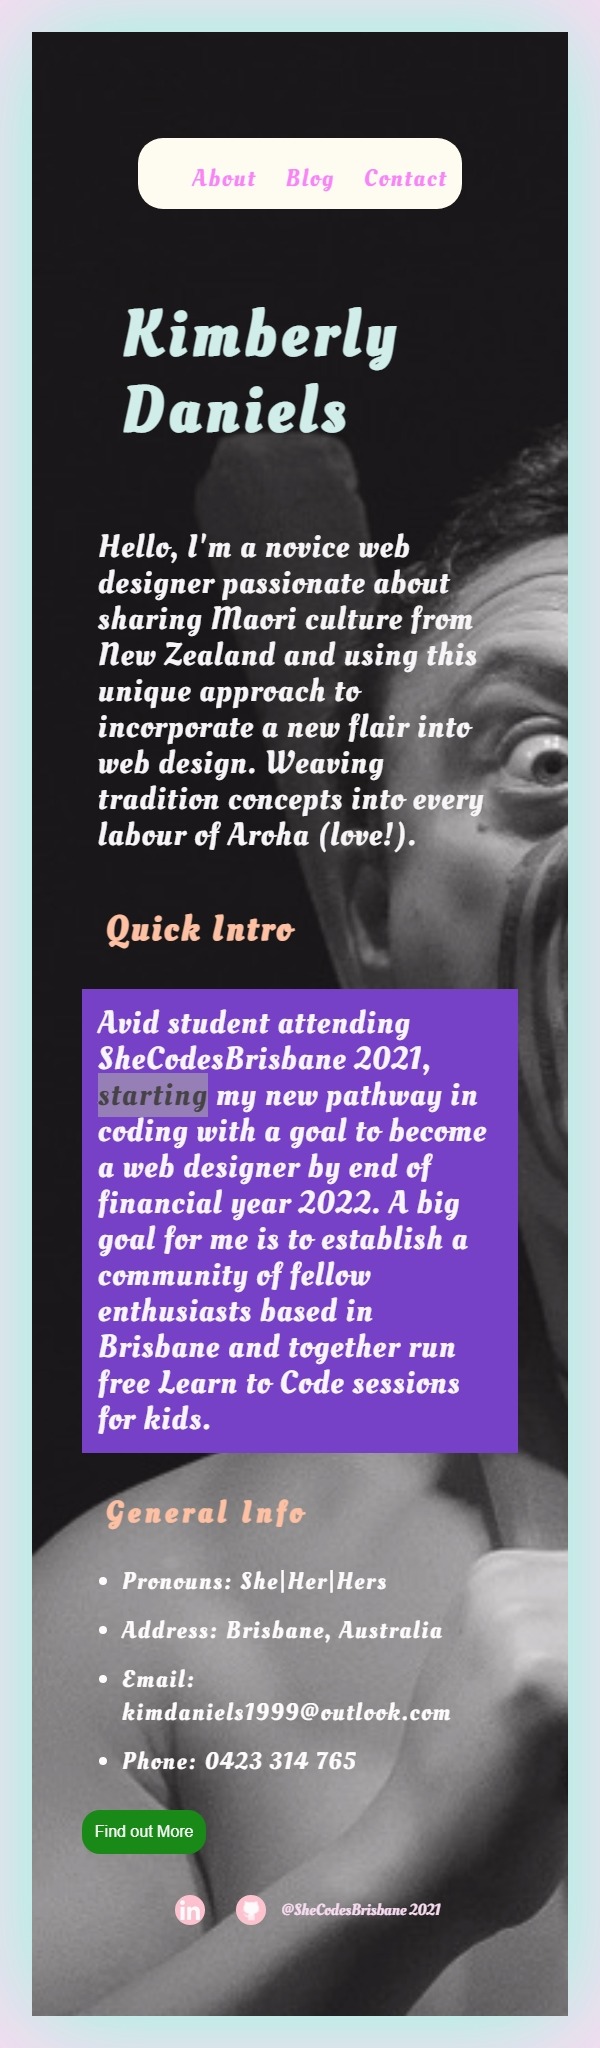 About Blog Contact
Kimberly
Daniels
Hello, I'm a novice web
designer passionate about
sharing Maori culture from
New Zealand and using this
unique approach to
incorporate a new flair into
web design. Weaving
tradition concepts into every
labour of Aroha (love!).
Quick Intro
Avid student attending
SheCodesBrisbane 2021,
starting my new pathway in
coding with a goal to become
a web designer by end of
financial year 2022. A big
goal for me is to establish a
community of fellow
enthusiasts based in
Brisbane and together run
free Learn to Code sessions
for kids.
General Info
• Pronouns: She|Her|Hers
• Address: Brisbane, Australia
• Email:
kimdaniels1999@outlook.com
• Phone: 0423 314 765
Find out More
in @SheCodesBrisbane 2021